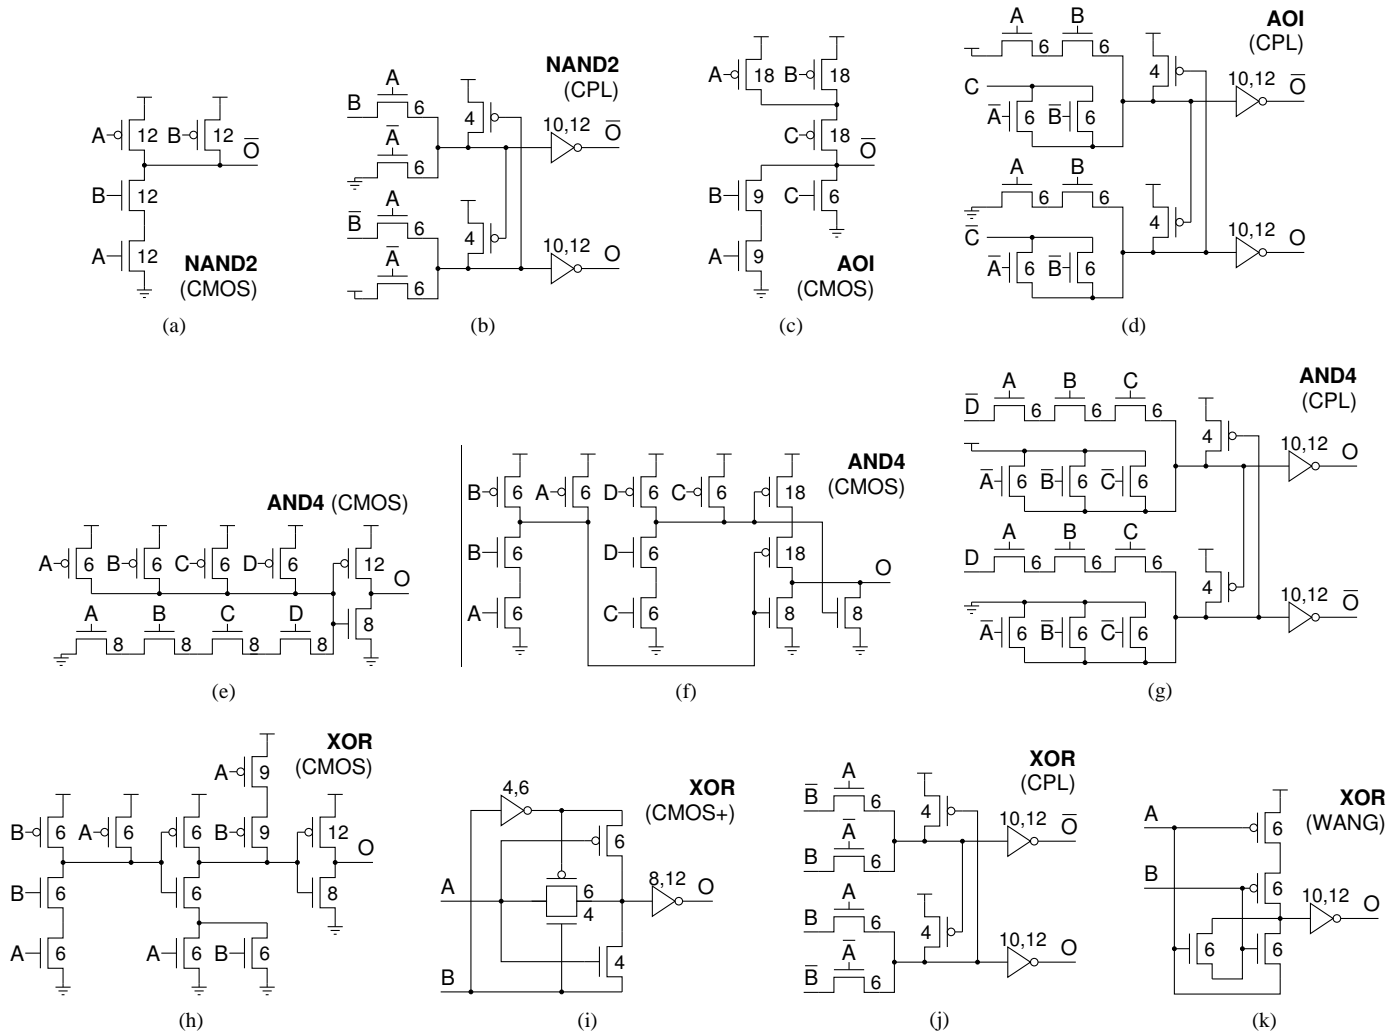 NAND2
(CMOS)
A
12
B
12
O̅
B
12
A
12
(a)
NAND2
(CPL)
A
B
6
A̅
6
4
10,12
O̅
A
B̅
6
A̅
6
4
10,12
O
(b)
A
18
B
18
C
18
O̅
B
9
C
6
A
9
AOI
(CMOS)
(c)
AOI
(CPL)
A
B
6
6
C
A̅
6
B̅
6
4
10,12
O̅
A
B
6
6
C̅
A̅
6
B̅
6
4
10,12
O
(d)
AND4 (CMOS)
A
6
B
6
C
6
D
6
12
O
A
B
C
D
8
8
8
8
8
(e)
AND4
(CMOS)
B
6
A
6
D
6
C
6
18
B
6
D
6
18
O
A
6
C
6
8
8
(f)
AND4
(CPL)
A
B
C
D̅
6
6
6
A̅
6
B̅
6
C̅
6
4
10,12
O
A
B
C
D
6
6
6
A̅
6
B̅
6
C̅
6
4
10,12
O̅
(g)
XOR
(CMOS)
A
9
B
6
A
6
6
B
9
12
O
B
6
6
8
A
6
A
6
B
6
(h)
XOR
(CMOS+)
4,6
6
A
6
4
8,12
O
B
4
(i)
XOR
(CPL)
A
B̅
6
A̅
B
6
4
10,12
O̅
A
B
6
A̅
B̅
6
4
10,12
O
(j)
XOR
(WANG)
A
6
B
6
10,12
O
6
6
(k)